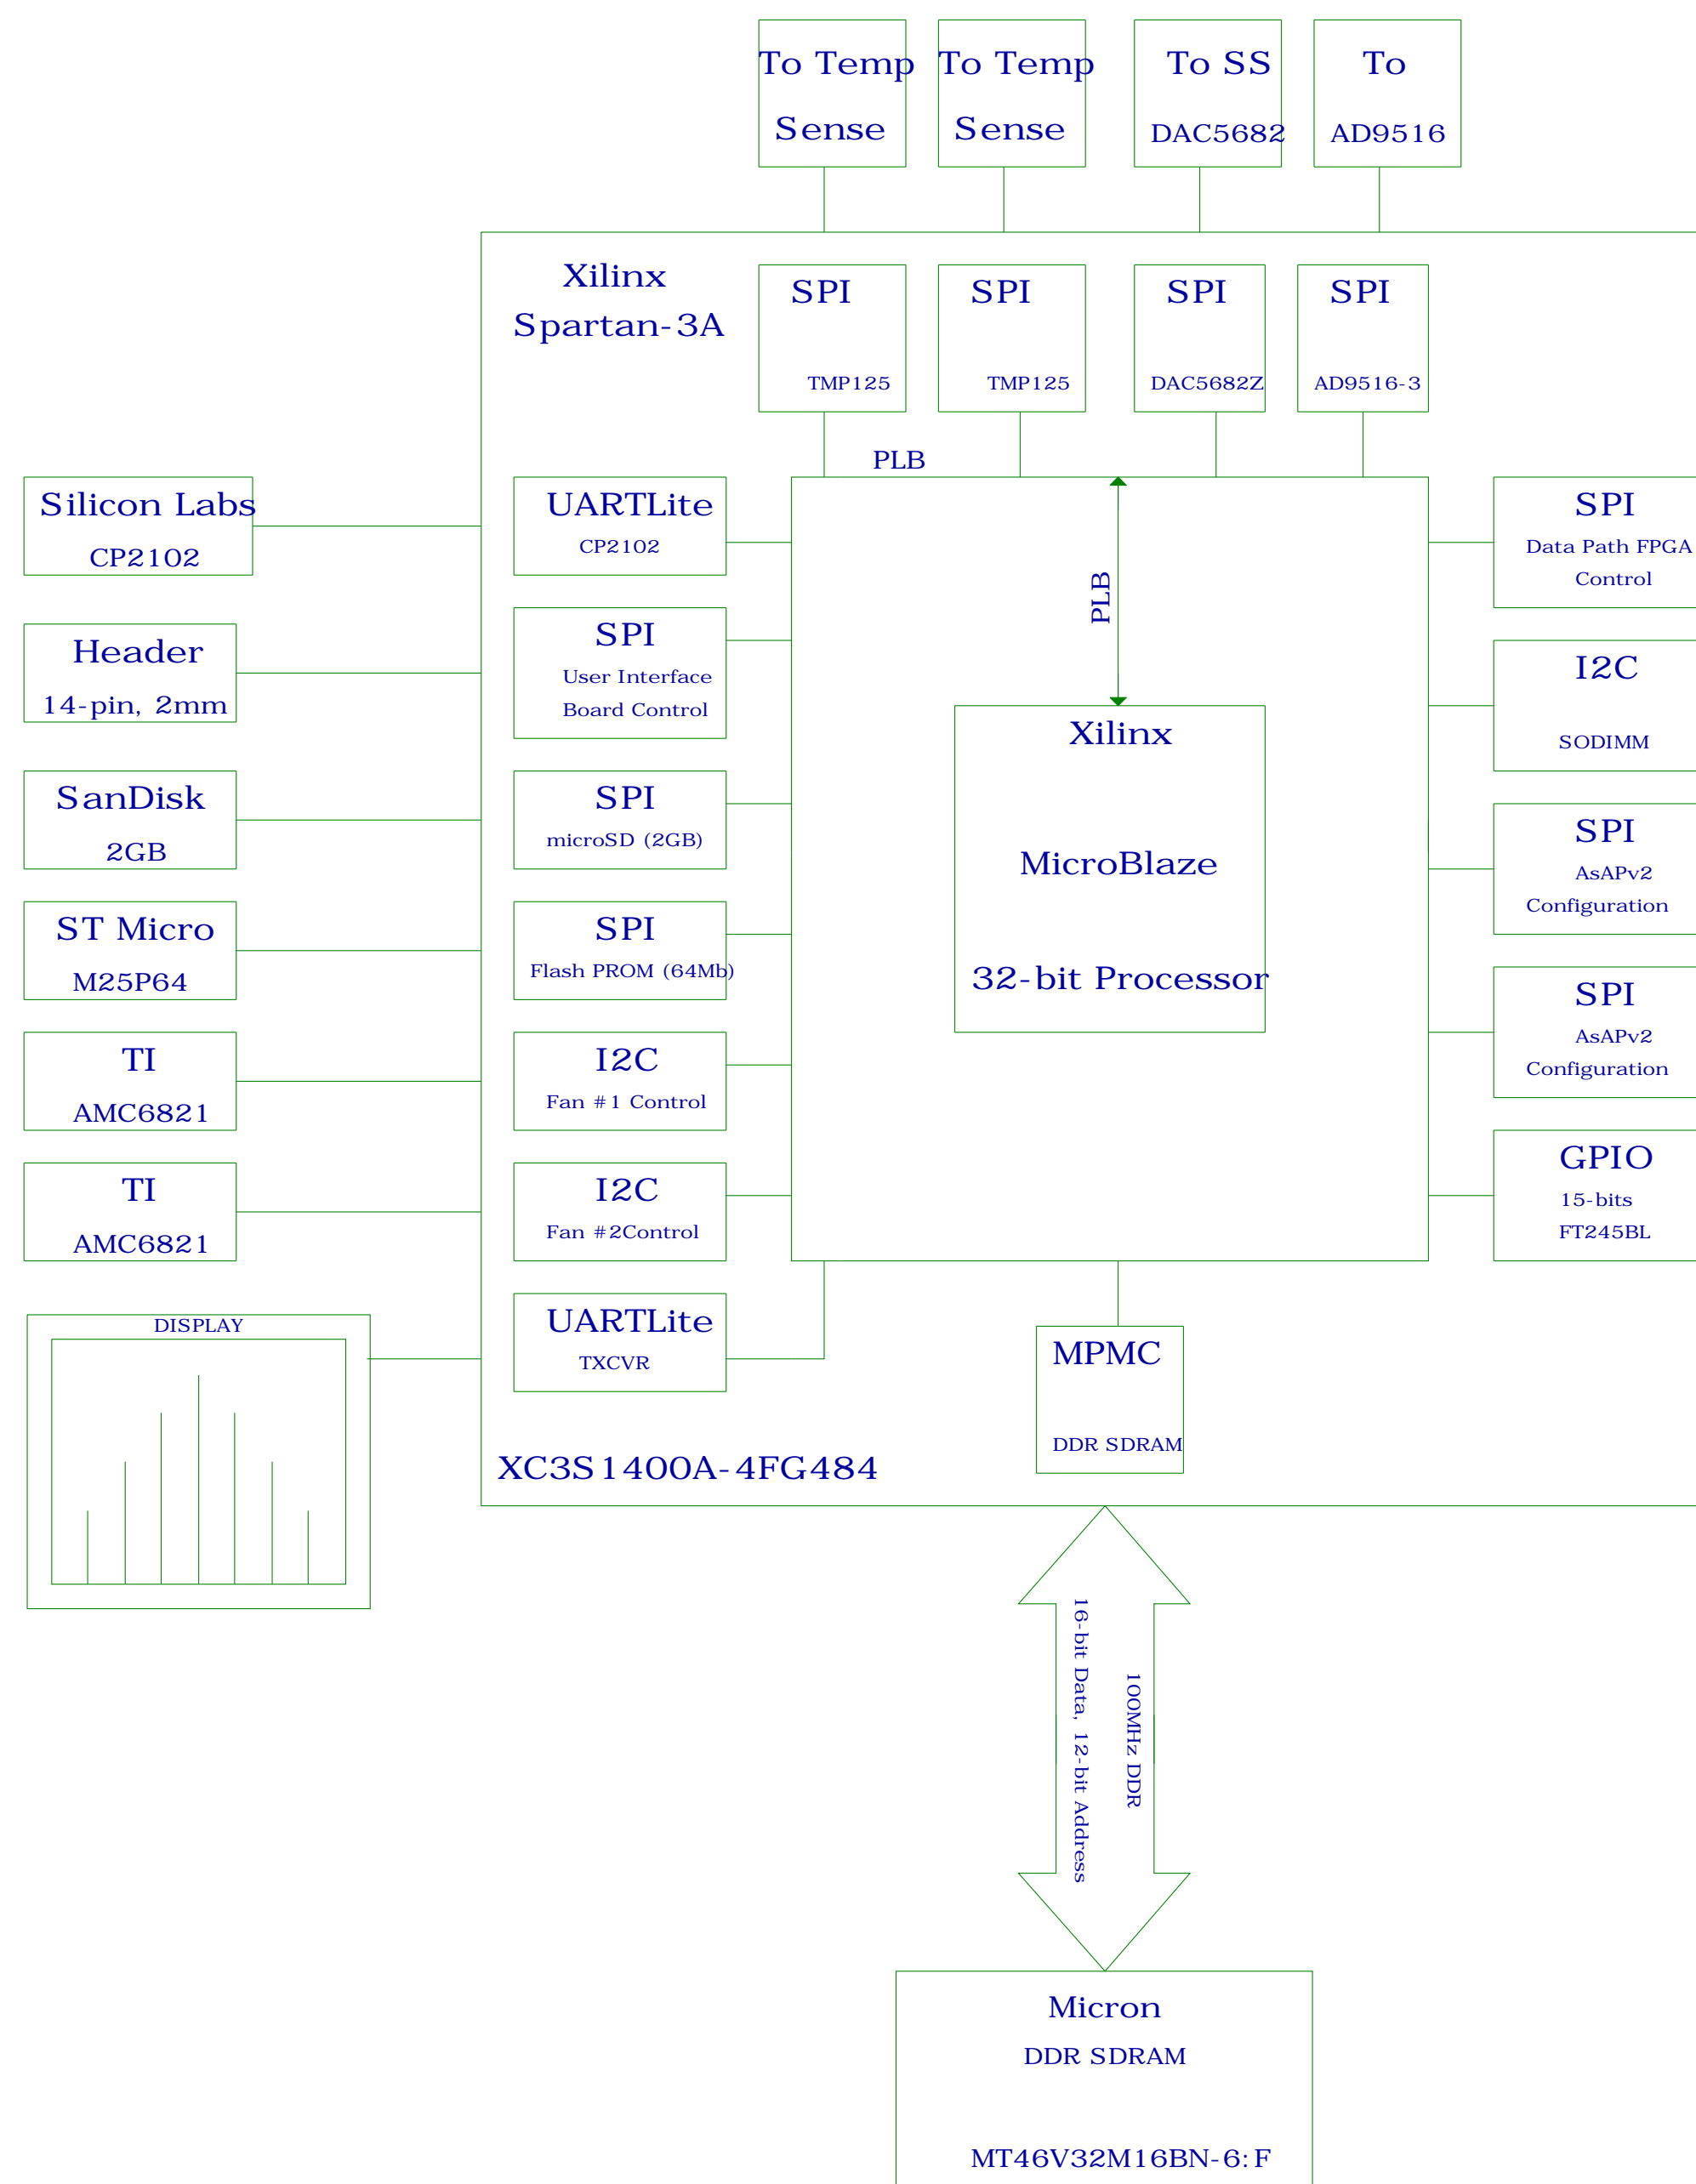 To Temp
Sense
To Temp
Sense
To SS
DAC5682
To
AD9516
Xilinx
Spartan-3A
SPI
TMP125
SPI
TMP125
SPI
DAC5682Z
SPI
AD9516-3
PLB
Silicon Labs
CP2102
Header
14-pin, 2mm
SanDisk
2GB
ST Micro
M25P64
TI
AMC6821
TI
AMC6821
DISPLAY
UARTLite
CP2102
SPI
User Interface
Board Control
SPI
microSD (2GB)
SPI
Flash PROM (64Mb)
I2C
Fan #1 Control
I2C
Fan #2Control
UARTLite
TXCVR
PLB
Xilinx
MicroBlaze
32-bit Processor
SPI
Data Path FPGA
Control
I2C
SODIMM
SPI
AsAPv2
Configuration
SPI
AsAPv2
Configuration
GPIO
15-bits
FT245BL
MPMC
DDR SDRAM
XC3S1400A-4FG484
100MHz DDR
16-bit Data, 12-bit Address
Micron
DDR SDRAM
MT46V32M16BN-6:F